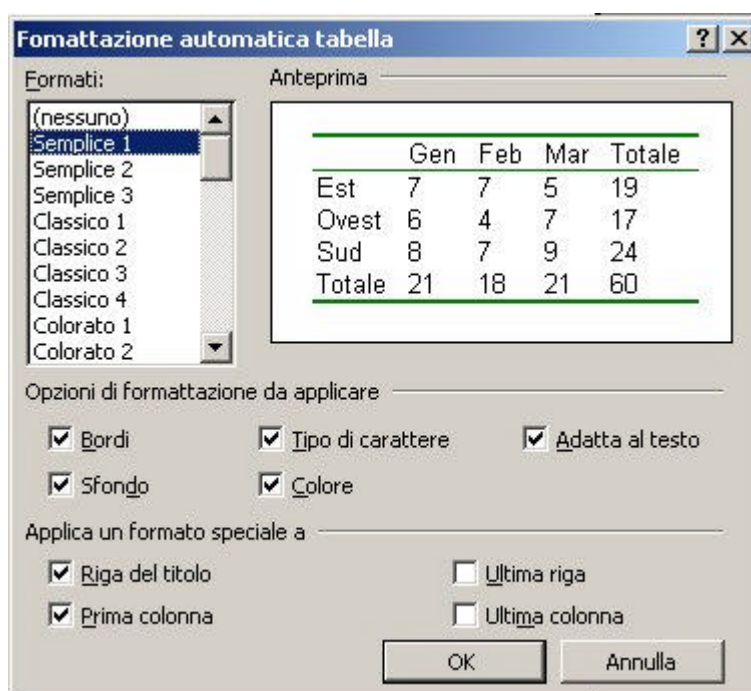 Fomattazione automatica tabella
Formati:
(nessuno)
Semplice 1
Semplice 2
Semplice 3
Classico 1
Classico 2
Classico 3
Classico 4
Colorato 1
Colorato 2
Anteprima
Gen Feb Mar Totale
Est 7 7 5 19
Ovest 6 4 7 17
Sud 8 7 9 24
Totale 21 18 21 60
Opzioni di formattazione da applicare
Bordi Tipo di carattere Adatta al testo
Sfondo Colore
Applica un formato speciale a
Riga del titolo Ultima riga
Prima colonna Ultima colonna
OK Annulla